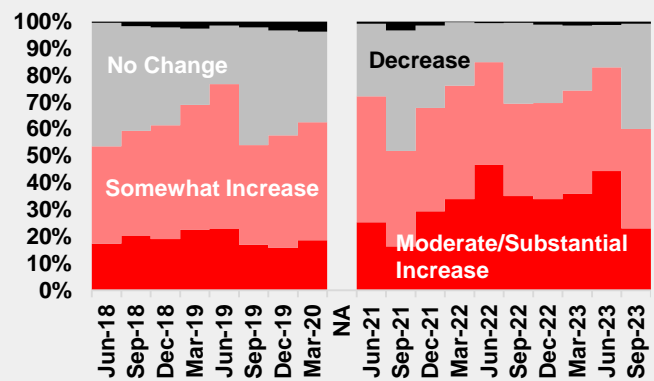 100%
90%
80%
70%
60%
50%
40%
30%
20%
10%
0%
No Change
Decrease
Somewhat Increase
Moderate/Substantial
Increase
Jun-18
Sep-18
Dec-18
Mar-19
Jun-19
Sep-19
Dec-19
Mar-20
NA
Jun-21
Sep-21
Dec-21
Mar-22
Jun-22
Sep-22
Dec-22
Mar-23
Jun-23
Sep-23